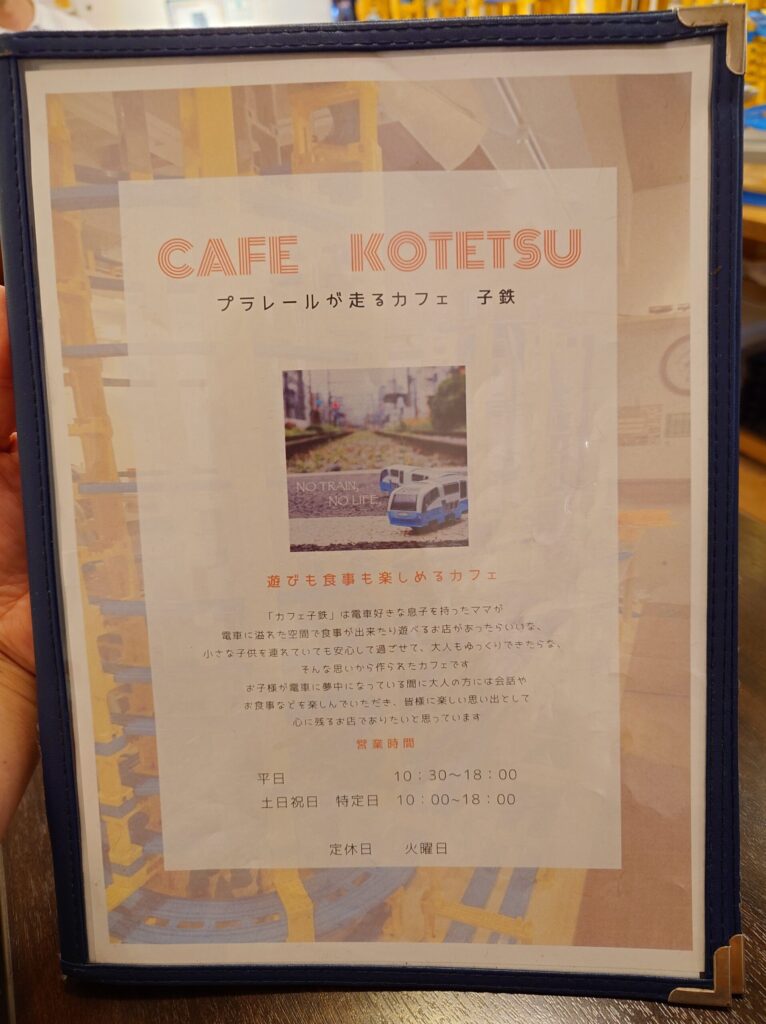 CAFE KOTETSU
プラレールが走るカフェ 子鉄
NO TRAIN,
NO LIFE.
遊びも食事も楽しめるカフェ
「カフェ子鉄」は電車好きな息子を持ったママが
電車に溢れた空間で食事が出来たり遊べるお店があったらいいな、
小さな子供を連れていても安心して過ごせて、大人もゆっくりできたらな、
そんな思いから作られたカフェです
お子様が電車に夢中になっている間に大人の方には会話や
お食事などを楽しんでいただき、皆様に楽しい思い出として
心に残るお店でありたいと思っています
営業時間
平日 10：30〜18：00
土日祝日 特定日 10：00~18：00
定休日 火曜日